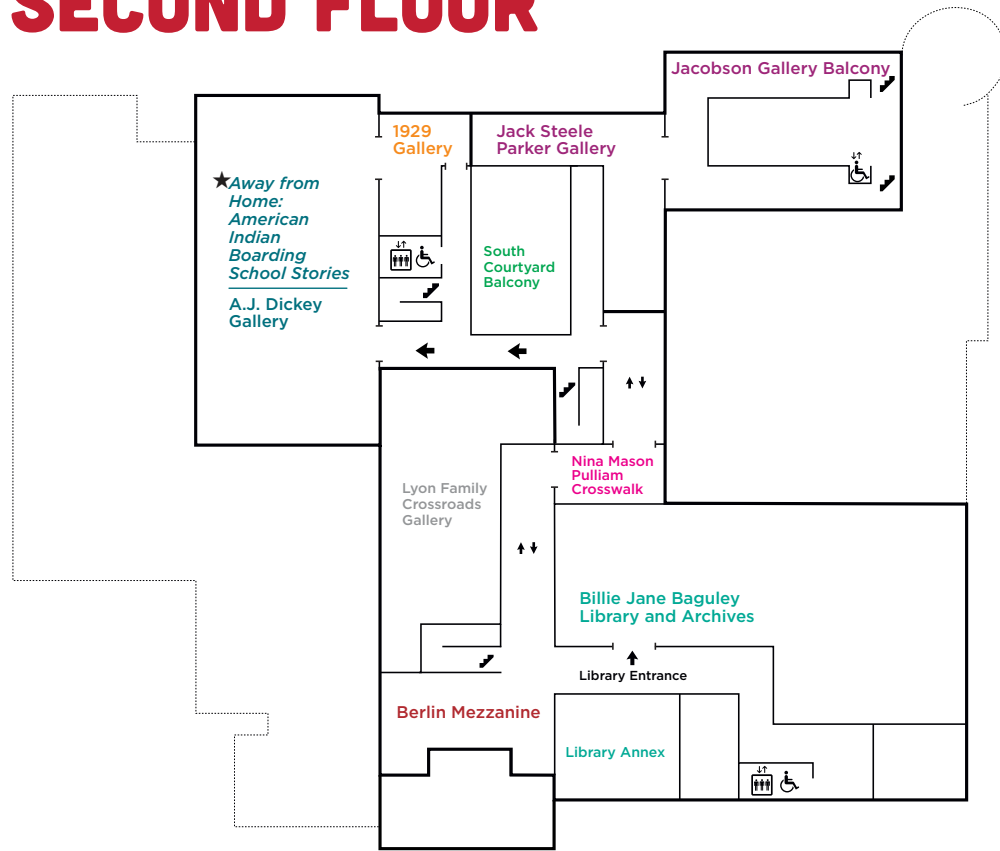 SECOND FLOOR
Jacobson Gallery Balcony
1929
Gallery
Jack Steele
Parker Gallery
Away from
Home:
American
Indian
Boarding
School Stories
A.J. Dickey
Gallery
South
Courtyard
Balcony
Nina Mason
Pulliam
Crosswalk
Lyon Family
Crossroads
Gallery
Billie Jane Baguley
Library and Archives
Library Entrance
Berlin Mezzanine
Library Annex